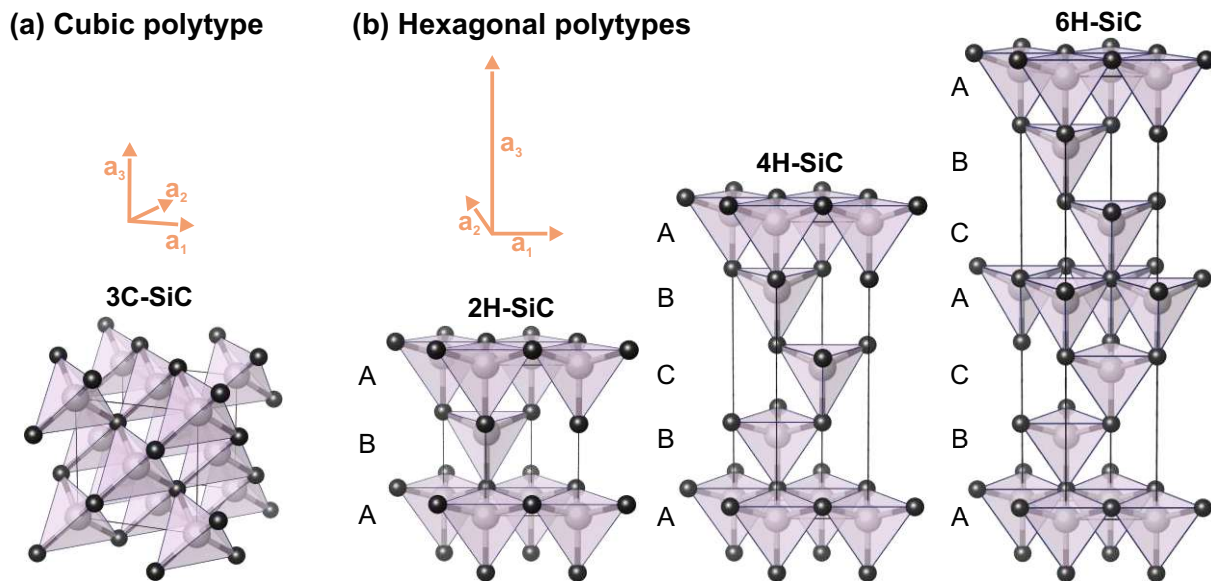 (a) Cubic polytype
(b) Hexagonal polytypes
a3
a2
a1
3C-SiC
a3
a2
a1
2H-SiC
A
B
A
4H-SiC
A
B
C
B
A
6H-SiC
A
B
C
A
C
B
A